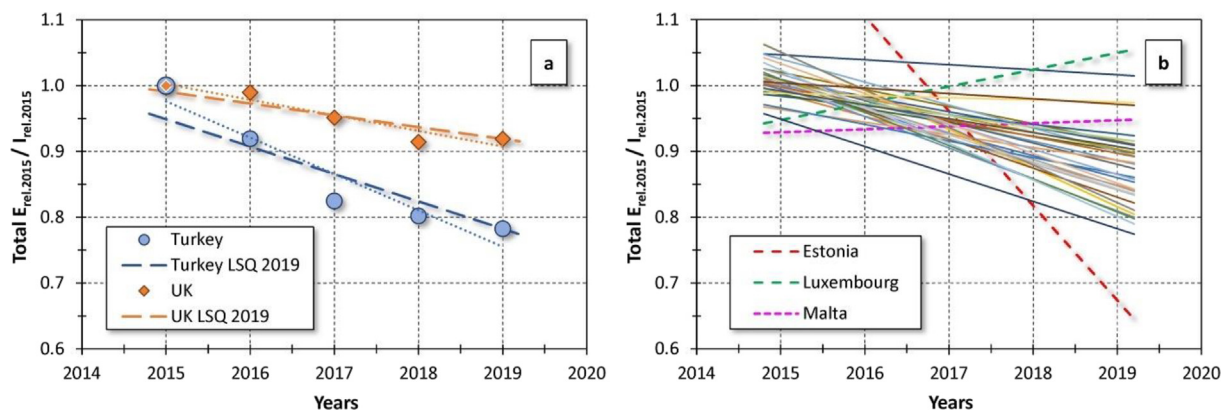 1.1
1.0
0.9
0.8
0.7
0.6
Total E rel.2015 / I rel.2015
a
Turkey
Turkey LSQ 2019
UK
UK LSQ 2019
2014 2015 2016 2017 2018 2019 2020
Years
1.1
1.0
0.9
0.8
0.7
0.6
Total E rel.2015 / I rel.2015
b
Estonia
Luxembourg
Malta
2014 2015 2016 2017 2018 2019 2020
Years